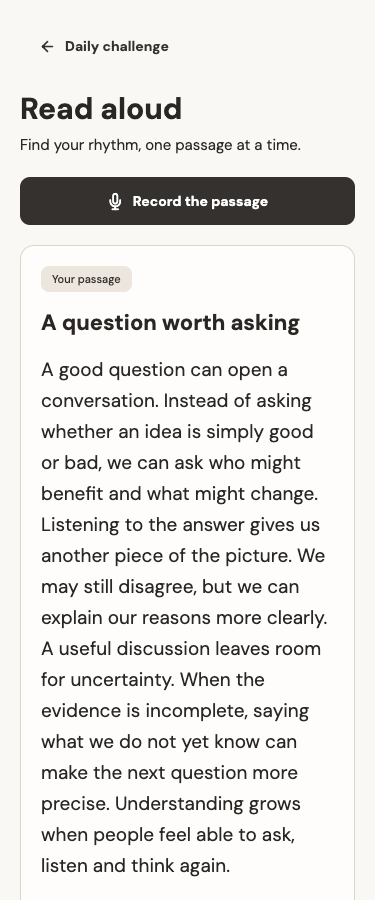 Daily challenge
Read aloud
Find your rhythm, one passage at a time.
Record the passage
Your passage
A question worth asking
A good question can open a
conversation. Instead of asking
whether an idea is simply good
or bad, we can ask who might
benefit and what might change.
Listening to the answer gives us
another piece of the picture. We
may still disagree, but we can
explain our reasons more clearly.
A useful discussion leaves room
for uncertainty. When the
evidence is incomplete, saying
what we do not yet know can
make the next question more
precise. Understanding grows
when people feel able to ask,
listen and think again.